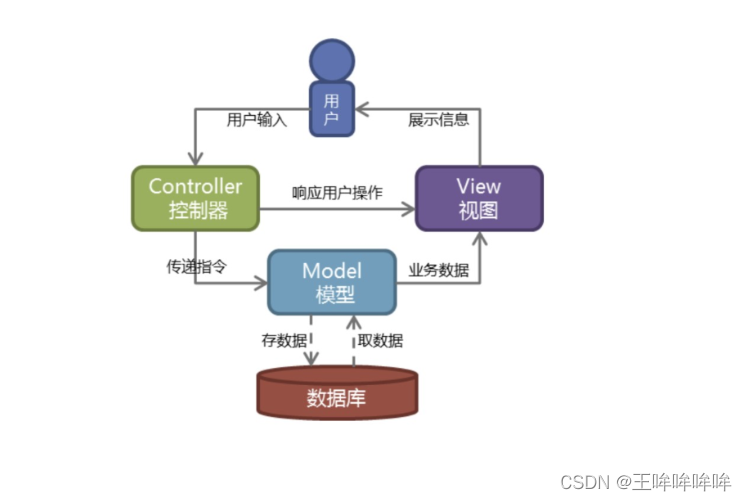 用
户
用户输入
展示信息
Controller
控制器
响应用户操作
View
视图
传递指令
Model
模型
业务数据
存数据
取数据
数据库
CSDN @王哞哞哞哞